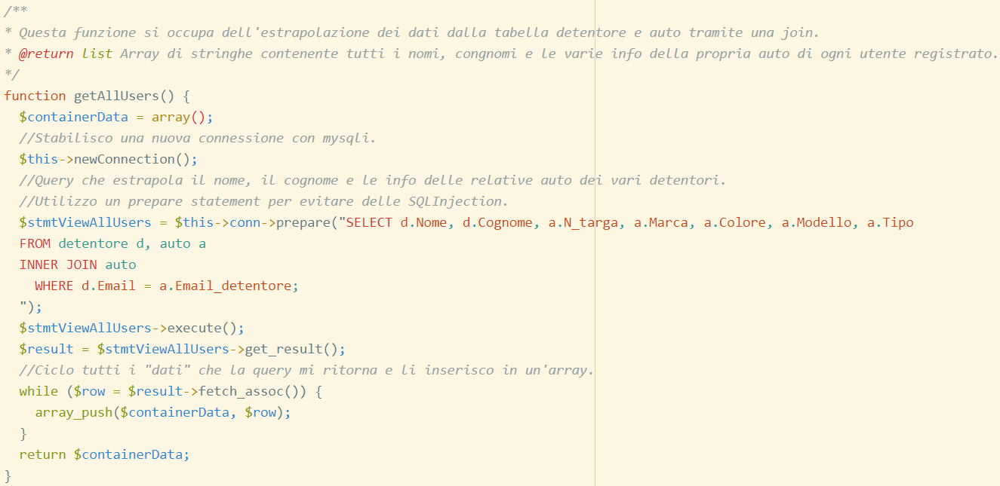 /**
* Questa funzione si occupa dell'estrapolazione dei dati dalla tabella detentore e auto tramite una join.
* @return list Array di stringhe contenente tutti i nomi, congnomi e le varie info della propria auto di ogni utente registrato.
*/
function getAllUsers() {
  $containerData = array();
  //Stabilisco una nuova connessione con mysqli.
  $this->newConnection();
  //Query che estrapola il nome, il cognome e le info delle relative auto dei vari detentori.
  //Utilizzo un prepare statement per evitare delle SQLInjection.
  $stmtViewAllUsers = $this->conn->prepare("SELECT d.Nome, d.Cognome, a.N_targa, a.Marca, a.Colore, a.Modello, a.Tipo
  FROM detentore d, auto a
  INNER JOIN auto
    WHERE d.Email = a.Email_detentore;
  ");
  $stmtViewAllUsers->execute();
  $result = $stmtViewAllUsers->get_result();
  //Ciclo tutti i "dati" che la query mi ritorna e li inserisco in un'array.
  while ($row = $result->fetch_assoc()) {
    array_push($containerData, $row);
  }
  return $containerData;
}